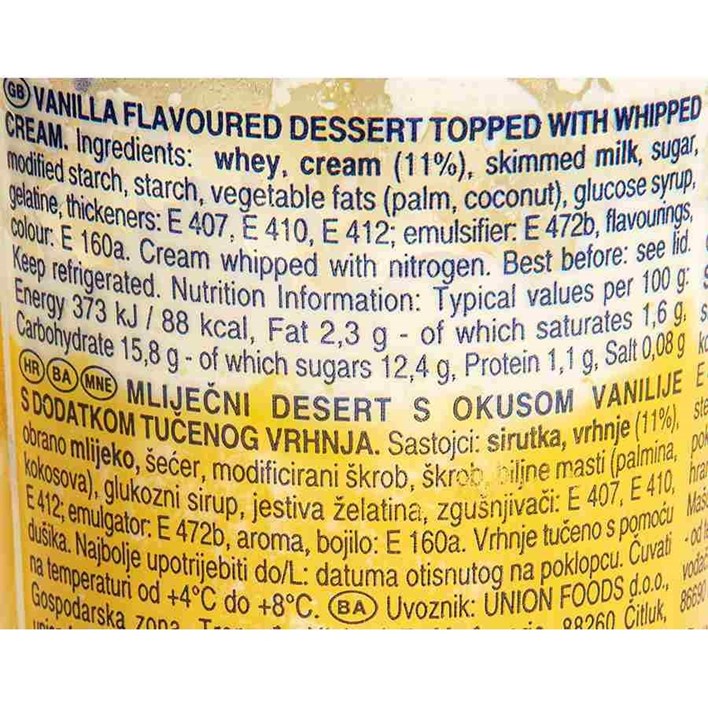 GB VANILLA FLAVOURED DESSERT TOPPED WITH WHIPPED
CREAM. Ingredients: whey, cream (11%), skimmed milk, sugar,
modified starch, starch, vegetable fats (palm, coconut), glucose syrup,
gelatine, thickeners: E 407, E 410, E 412; emulsifier: E 472b, flavourings,
colour: E 160a. Cream whipped with nitrogen. Best before: see lid.
Keep refrigerated. Nutrition Information: Typical values per 100 g:
Energy 373 kJ / 88 kcal, Fat 2,3 g - of which saturates 1,6 g,
Carbohydrate 15,8 g - of which sugars 12,4 g, Protein 1,1 g, Salt 0,08 g
HR BA MNE MLIJEČNI DESERT S OKUSOM VANILIJE
S DODATKOM TUČENOG VRHNJA. Sastojci: sirutka, vrhnje (11%),
obrano mlijeko, šećer, modificirani škrob, škrob, biljne masti (palmina,
kokosova), glukozni sirup, jestiva želatina, zgušnjivači: E 407, E 410,
E 412; emulgator: E 472b, aroma, bojilo: E 160a. Vrhnje tučeno s pomoću
dušika. Najbolje upotrijebiti do/L: datuma otisnutog na poklopcu. Čuvati
na temperaturi od +4°C do +8°C. BA Uvoznik: UNION FOODS d.o.o.,
Gospodarska zona 88260 Čitluk,